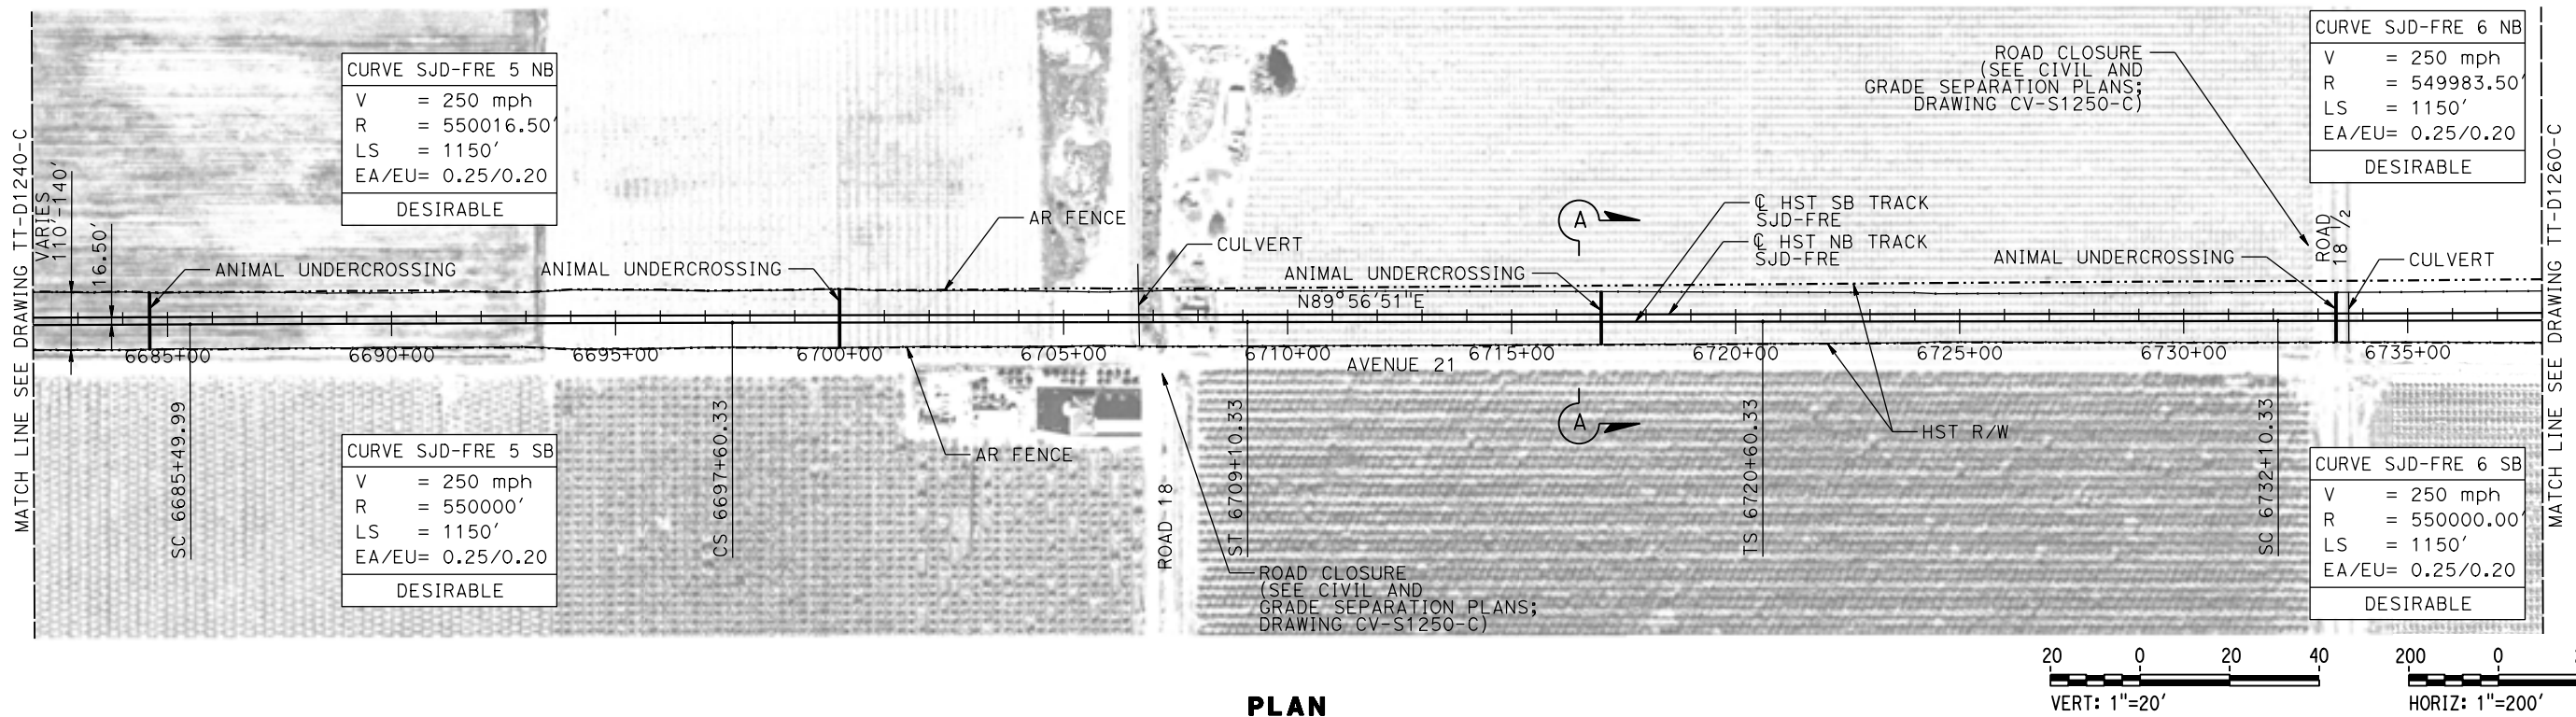 MATCH LINE SEE DRAWING TT-D1240-C
VARIES
110'-140'
16.50'
CURVE SJD-FRE 5 NB
V = 250 mph
R = 550016.50'
LS = 1150'
EA/EU= 0.25/0.20
DESIRABLE
ANIMAL UNDERCROSSING
ANIMAL UNDERCROSSING
AR FENCE
CULVERT
ANIMAL UNDERCROSSING
N89°56'51"E
A
℄ HST SB TRACK
SJD-FRE
℄ HST NB TRACK
SJD-FRE
ROAD CLOSURE
(SEE CIVIL AND
GRADE SEPARATION PLANS;
DRAWING CV-S1250-C)
ANIMAL UNDERCROSSING
ROAD
18 1/2
CULVERT
CURVE SJD-FRE 6 NB
V = 250 mph
R = 549983.50'
LS = 1150'
EA/EU= 0.25/0.20
DESIRABLE
MATCH LINE SEE DRAWING TT-D1260-C
6685+00
6690+00
6695+00
6700+00
6705+00
6710+00
6715+00
6720+00
6725+00
6730+00
6735+00
AVENUE 21
SC 6685+49.99
CURVE SJD-FRE 5 SB
V = 250 mph
R = 550000'
LS = 1150'
EA/EU= 0.25/0.20
DESIRABLE
CS 6697+60.33
AR FENCE
ROAD 18
ST 6709+10.33
ROAD CLOSURE
(SEE CIVIL AND
GRADE SEPARATION PLANS;
DRAWING CV-S1250-C)
A
TS 6720+60.33
HST R/W
SC 6732+10.33
CURVE SJD-FRE 6 SB
V = 250 mph
R = 550000.00'
LS = 1150'
EA/EU= 0.25/0.20
DESIRABLE
PLAN
20 0 20 40
VERT: 1"=20'
200 0
HORIZ: 1"=200'